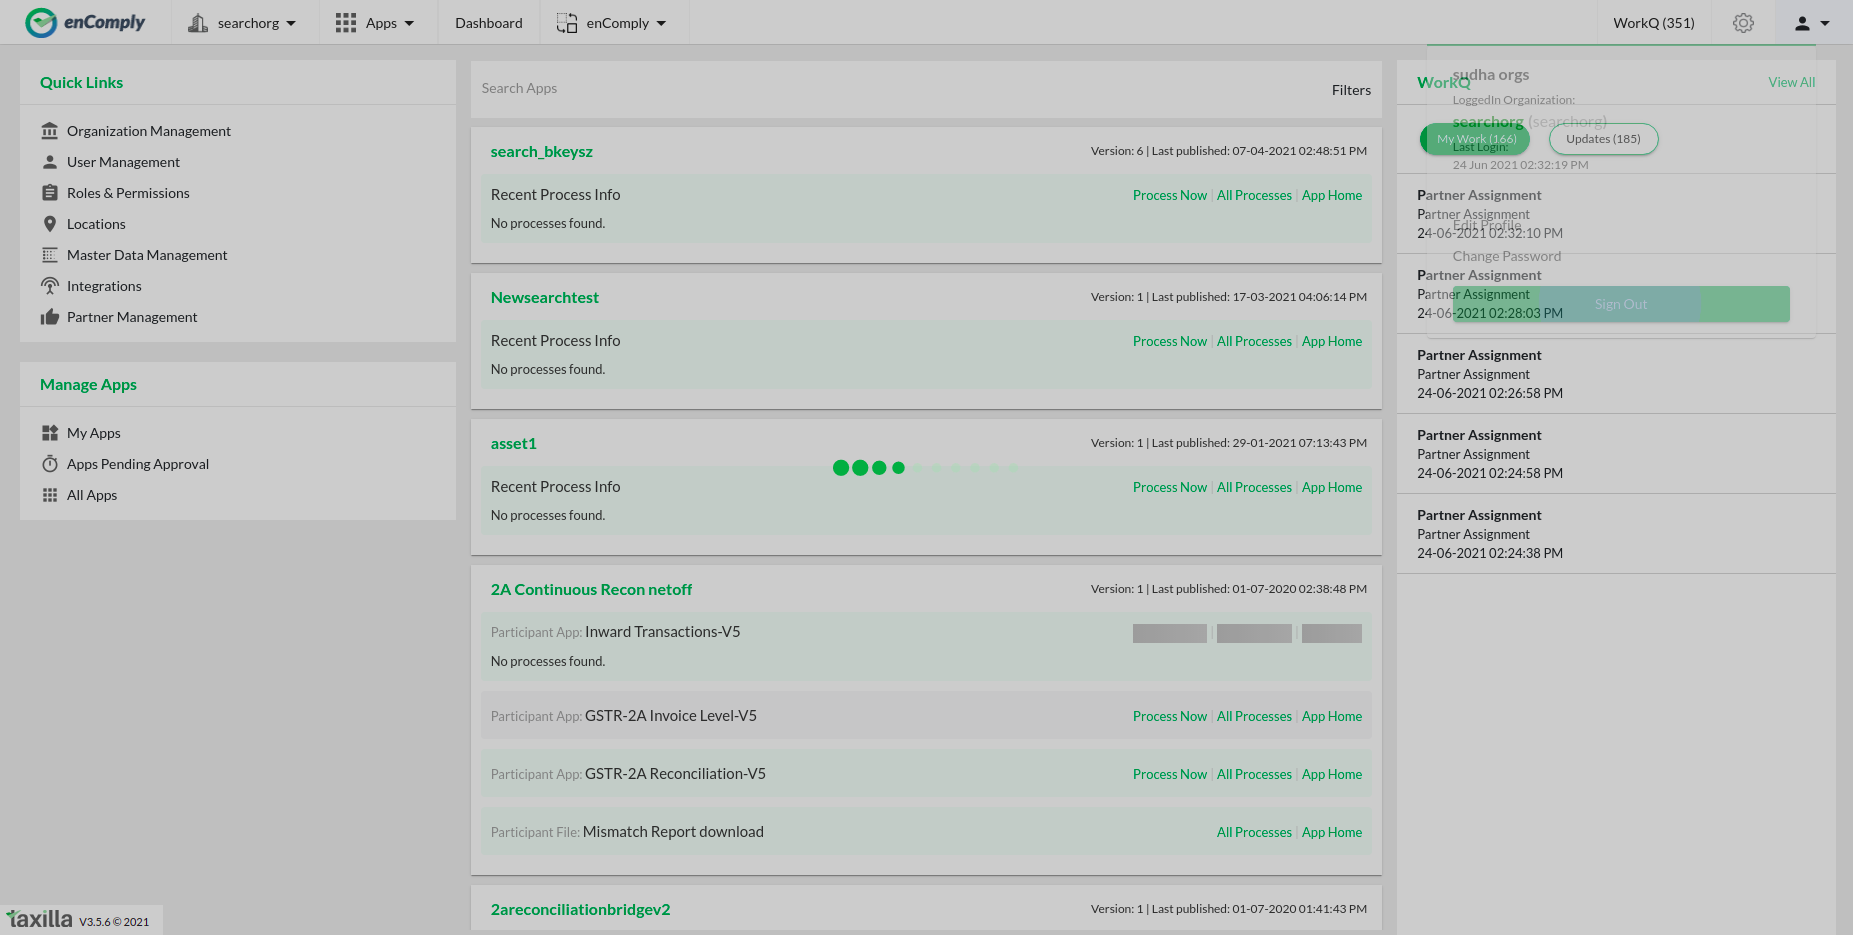 enComply
searchorg
Apps
Dashboard
enComply
WorkQ (351)
Quick Links
Organization Management
User Management
Roles & Permissions
Locations
Master Data Management
Integrations
Partner Management
Manage Apps
My Apps
Apps Pending Approval
All Apps
Search Apps
Filters
search_bkeysz
Version: 6 | Last published: 07-04-2021 02:48:51 PM
Recent Process Info
Process Now | All Processes | App Home
No processes found.
Newsearchtest
Version: 1 | Last published: 17-03-2021 04:06:14 PM
Recent Process Info
Process Now | All Processes | App Home
No processes found.
asset1
Version: 1 | Last published: 29-01-2021 07:13:43 PM
Recent Process Info
Process Now | All Processes | App Home
No processes found.
2A Continuous Recon netoff
Version: 1 | Last published: 01-07-2020 02:38:48 PM
Participant App: Inward Transactions-V5
No processes found.
Participant App: GSTR-2A Invoice Level-V5
Process Now | All Processes | App Home
Participant App: GSTR-2A Reconciliation-V5
Process Now | All Processes | App Home
Participant File: Mismatch Report download
All Processes | App Home
2areconciliationbridgev2
Version: 1 | Last published: 01-07-2020 01:41:43 PM
WorkQ
View All
My Work (166)
Updates (185)
Partner Assignment
Partner Assignment
24-06-2021 02:32:10 PM
Partner Assignment
Partner Assignment
24-06-2021 02:28:03 PM
Partner Assignment
Partner Assignment
24-06-2021 02:26:58 PM
Partner Assignment
Partner Assignment
24-06-2021 02:24:58 PM
Partner Assignment
Partner Assignment
24-06-2021 02:24:38 PM
sudha orgs
LoggedIn Organization:
searchorg (searchorg)
Last Login:
24 Jun 2021 02:32:19 PM
Edit Profile
Change Password
Sign Out
taxilla V3.5.6 © 2021